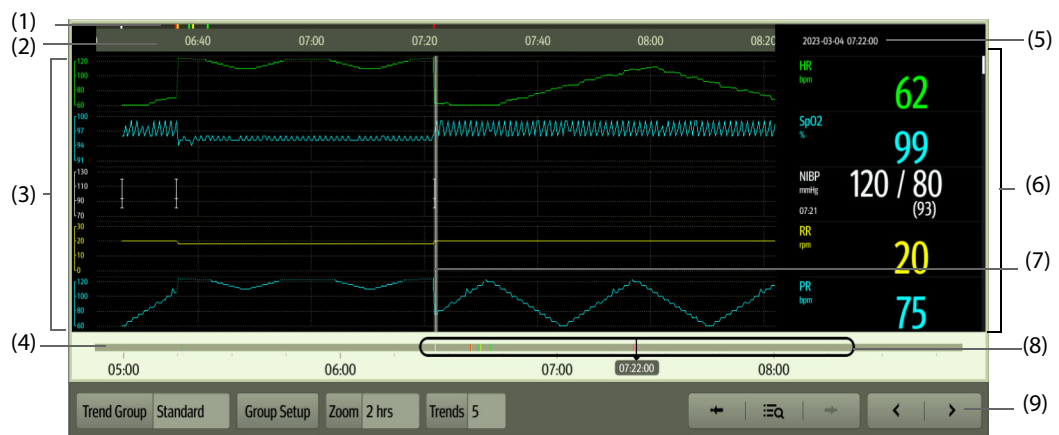 (1)
(2) 06:40 07:00 07:20 07:40 08:00 08:20 2023-03-04 07:22:00 (5)
(3)
120
100
80
60
100
97
94
91
130
110
90
70
30
20
10
0
120
100
80
60
HR
bpm
62
SpO2
%
99
NIBP
mmHg
120 / 80
07:21 (93)
(6)
RR
rpm
20
(7)
PR
bpm
75
(4)
(8)
05:00 06:00 07:00 07:22:00 08:00
Trend Group Standard Group Setup Zoom 2 hrs Trends 5
(9)